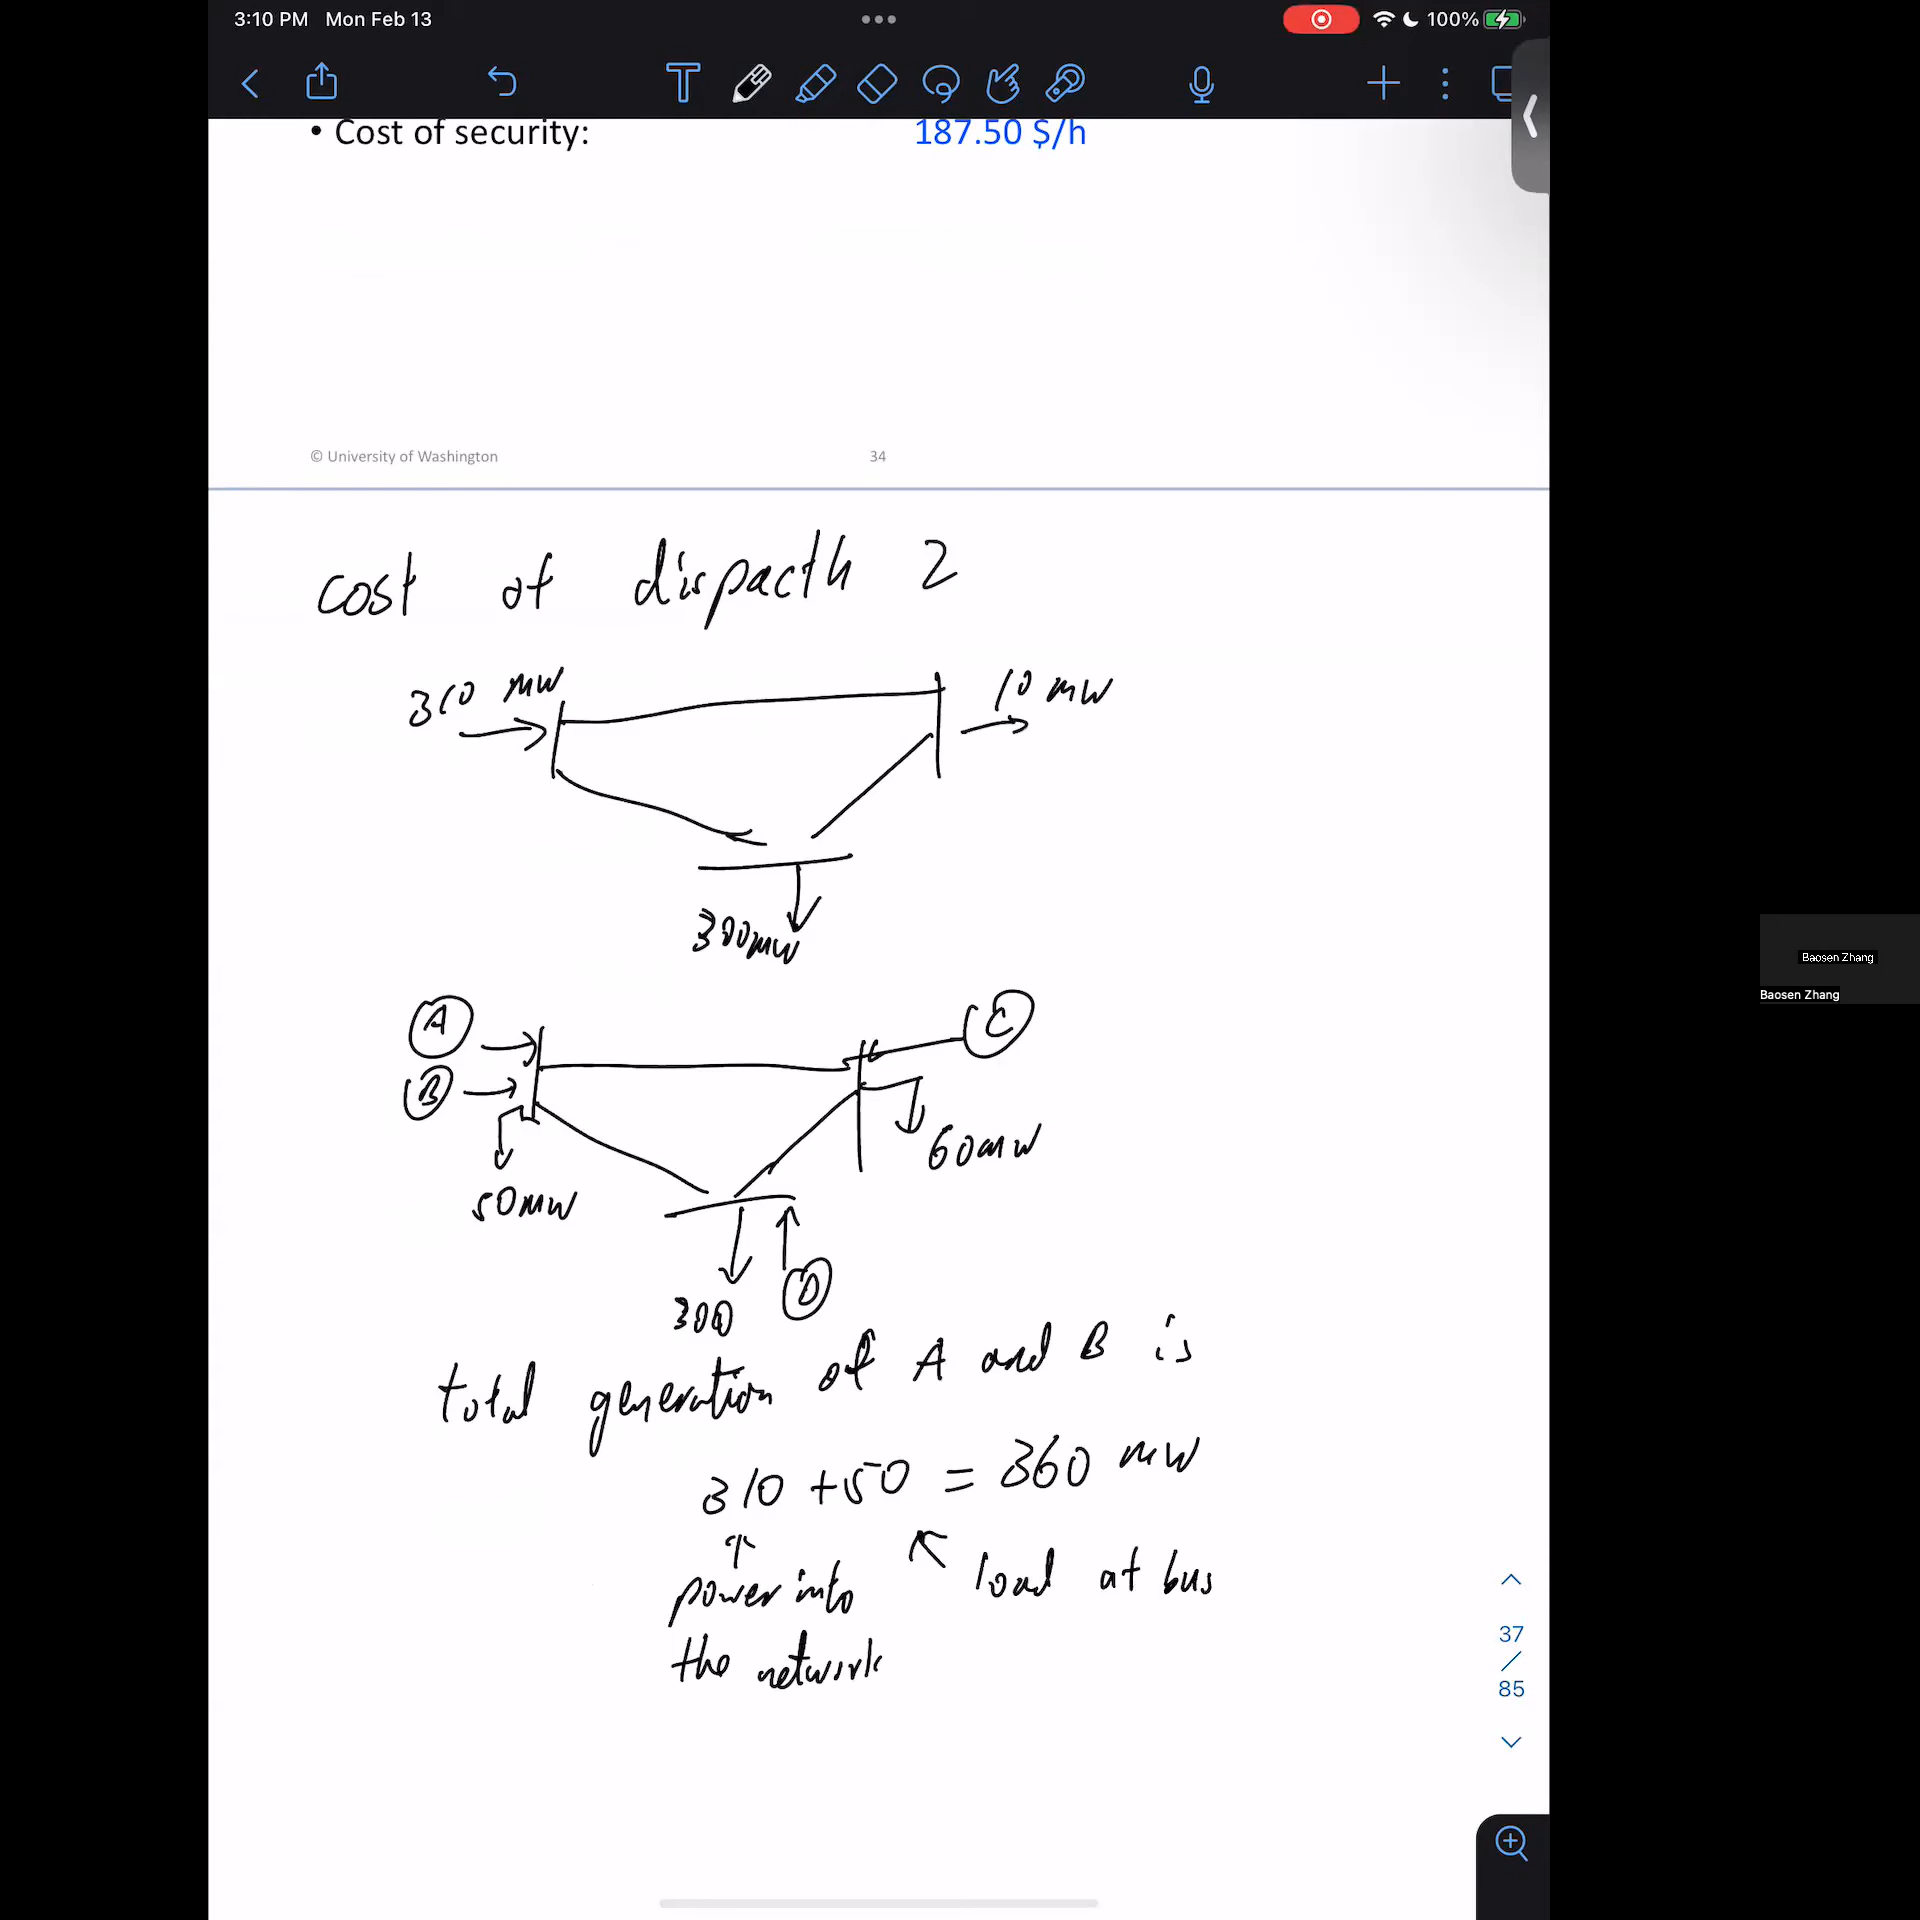 3:10 PM Mon Feb 13
100%
• Cost of security: 187.50 $/h
© University of Washington 34
cost of dispacth 2
310 MW
10 MW
300MW
A
C
B
60MW
50MW
300 D
total generation of A and B is
310 + 50 = 360 MW
power into load at bus
the network
37
/
85
Baosen Zhang
Baosen Zhang